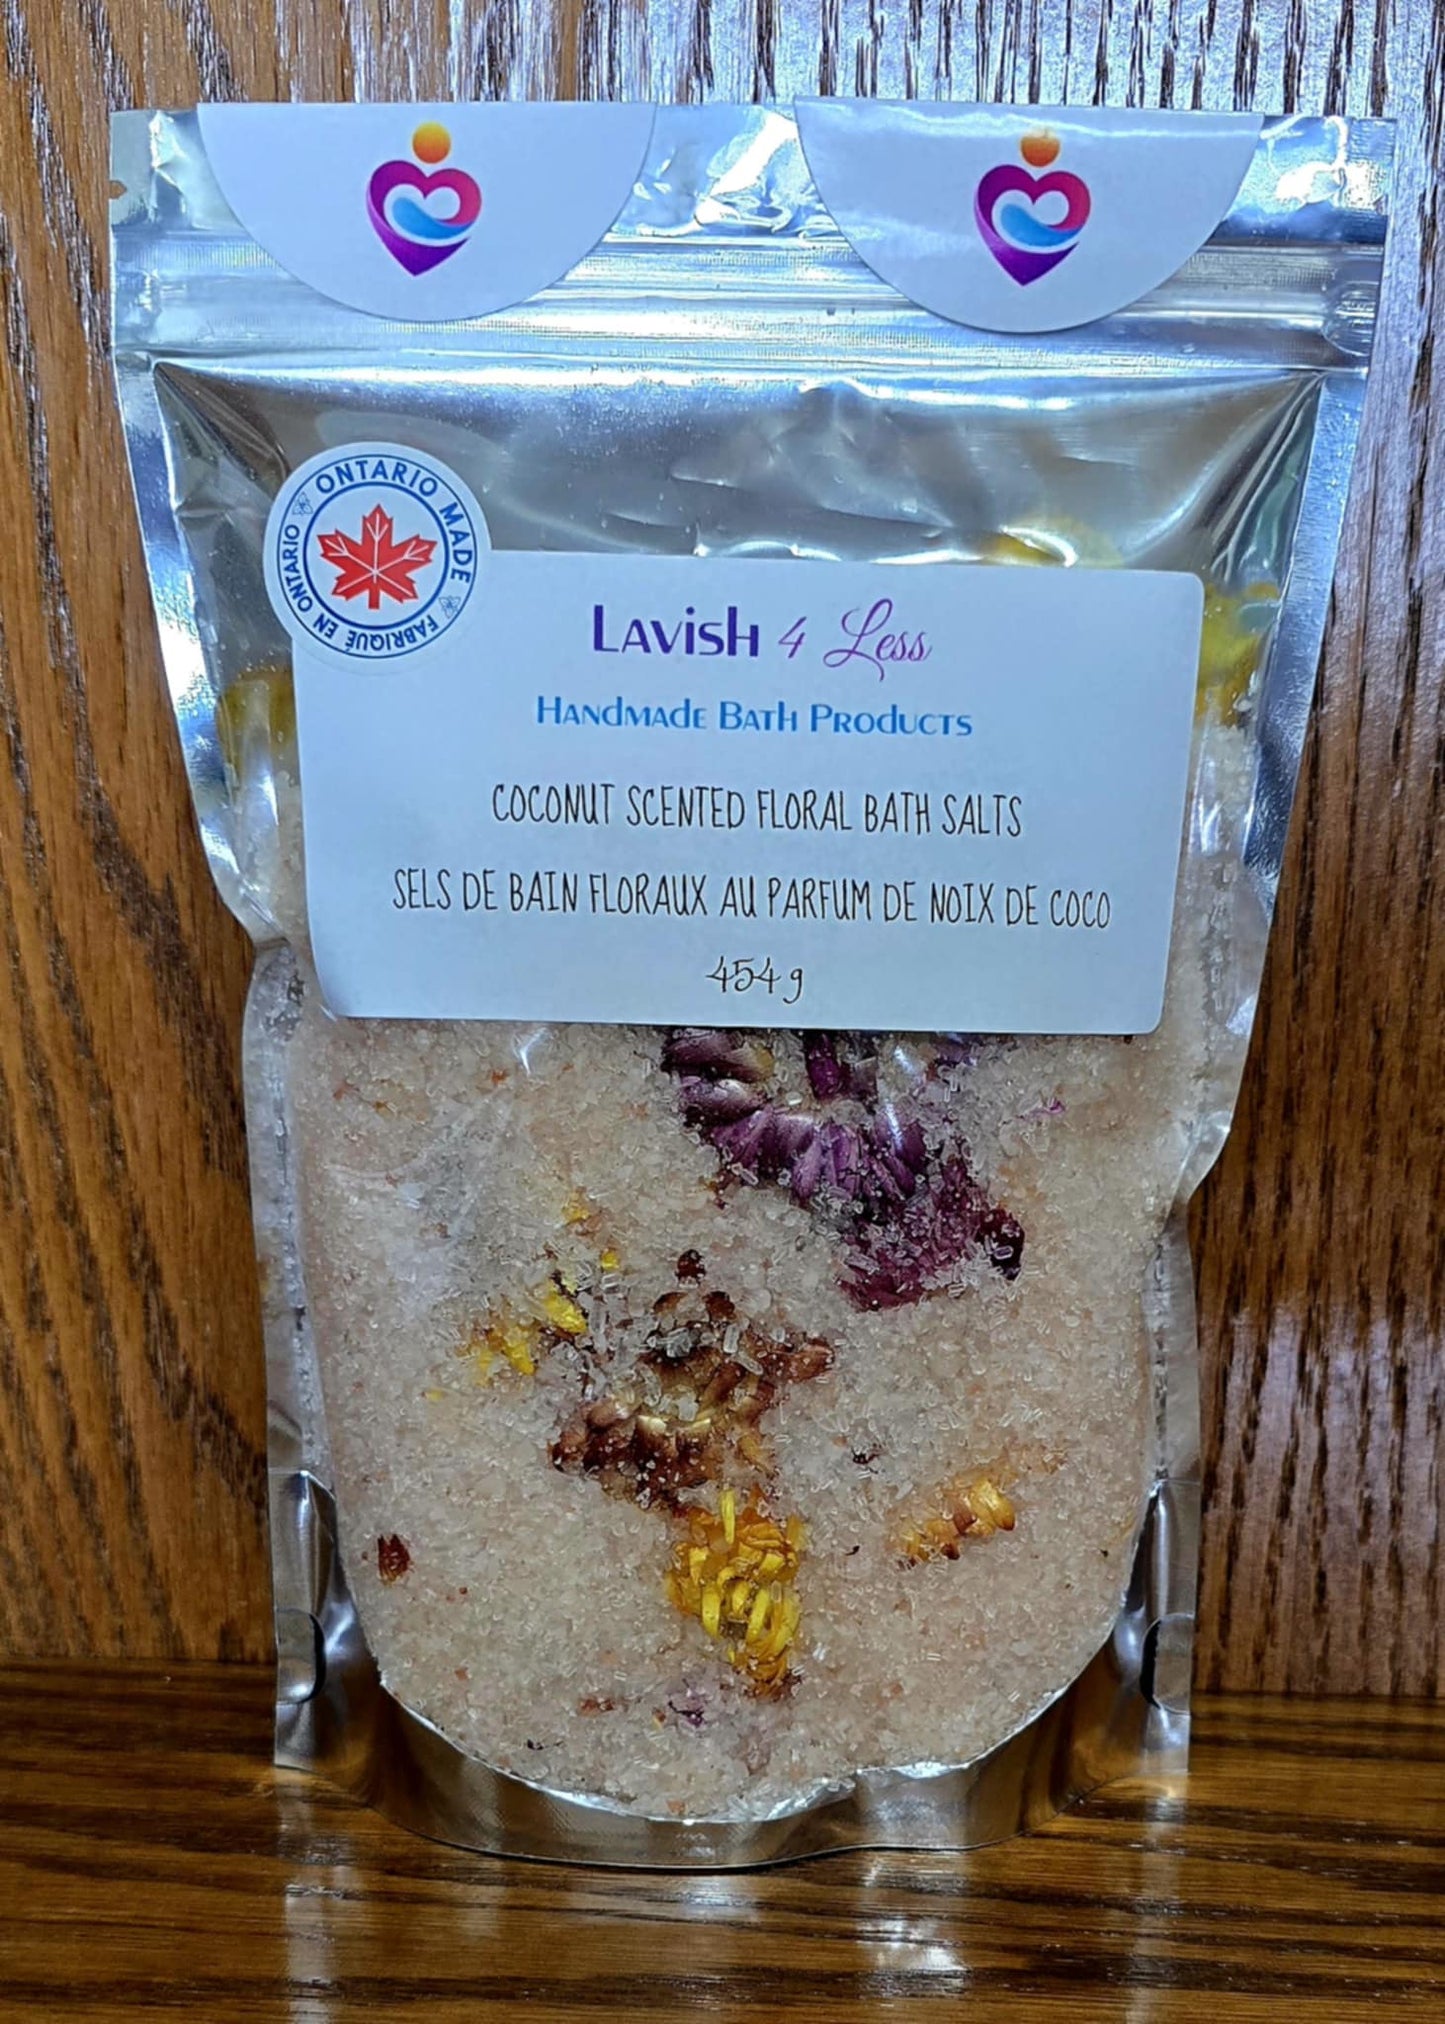 ONTARIO MADE
FABRIQUÉ EN ONTARIO
Lavish 4 Less
Handmade Bath Products
COCONUT SCENTED FLORAL BATH SALTS
SELS DE BAIN FLORAUX AU PARFUM DE NOIX DE COCO
454 g